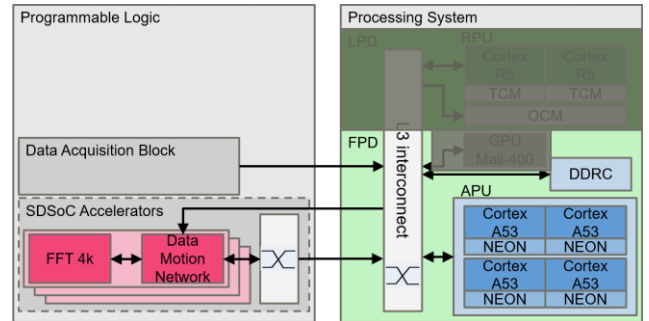 Programmable Logic
Data Acquisition Block
SDSoC Accelerators
FFT 4k
Data
Motion
Network
Processing System
LPD
RPU
Cortex
R5
Cortex
R5
TCM
TCM
OCM
L3 interconnect
FPD
GPU
Mali-400
DDRC
APU
Cortex
A53
Cortex
A53
NEON
NEON
Cortex
A53
Cortex
A53
NEON
NEON